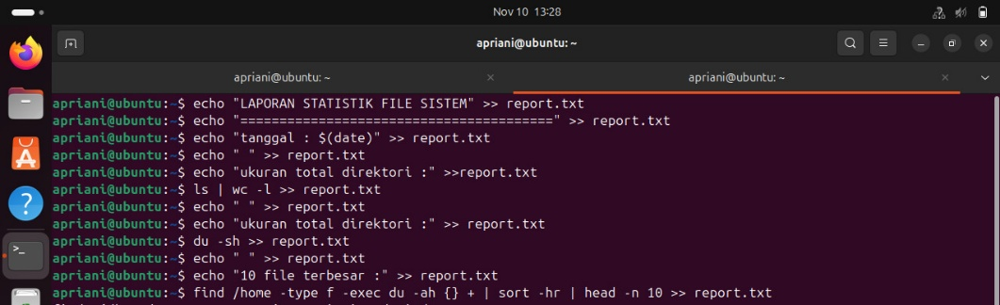 Nov 10 13:28
apriani@ubuntu: ~
apriani@ubuntu: ~
apriani@ubuntu: ~
apriani@ubuntu:~$ echo "LAPORAN STATISTIK FILE SISTEM" >> report.txt
apriani@ubuntu:~$ echo "========================================" >> report.txt
apriani@ubuntu:~$ echo "tanggal : $(date)" >> report.txt
apriani@ubuntu:~$ echo " " >> report.txt
apriani@ubuntu:~$ echo "ukuran total direktori :" >>report.txt
apriani@ubuntu:~$ ls | wc -l >> report.txt
apriani@ubuntu:~$ echo " " >> report.txt
apriani@ubuntu:~$ echo "ukuran total direktori :" >> report.txt
apriani@ubuntu:~$ du -sh >> report.txt
apriani@ubuntu:~$ echo " " >> report.txt
apriani@ubuntu:~$ echo "10 file terbesar :" >> report.txt
apriani@ubuntu:~$ find /home -type f -exec du -ah {} + | sort -hr | head -n 10 >> report.txt